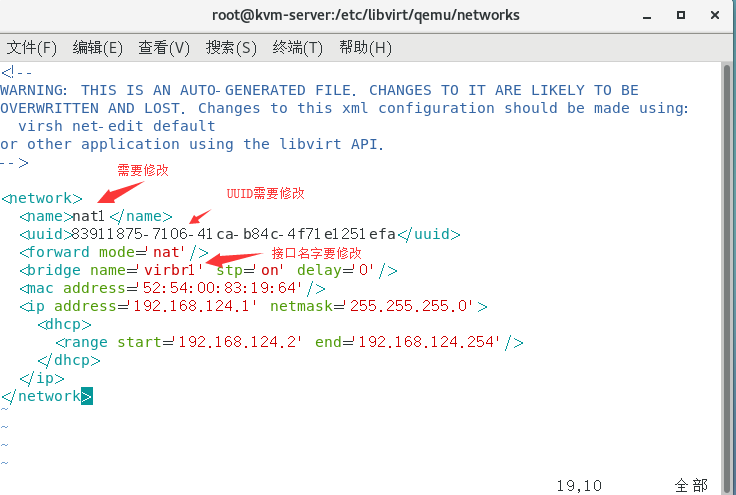 root@kvm-server:/etc/libvirt/qemu/networks
文件(F) 编辑(E) 查看(V) 搜索(S) 终端(T) 帮助(H)
<!--
WARNING: THIS IS AN AUTO-GENERATED FILE. CHANGES TO IT ARE LIKELY TO BE
OVERWRITTEN AND LOST. Changes to this xml configuration should be made using:
  virsh net-edit default
or other application using the libvirt API.
-->
需要修改
<network>
UUID需要修改
  <name>nat1</name>
  <uuid>83911875-7106-41ca-b84c-4f71e1251efa</uuid>
  <forward mode='nat'/>
接口名字要修改
  <bridge name='virbr1' stp='on' delay='0'/>
  <mac address='52:54:00:83:19:64'/>
  <ip address='192.168.124.1' netmask='255.255.255.0'>
    <dhcp>
      <range start='192.168.124.2' end='192.168.124.254'/>
    </dhcp>
  </ip>
</network>
~
~
~
~
19,10 全部